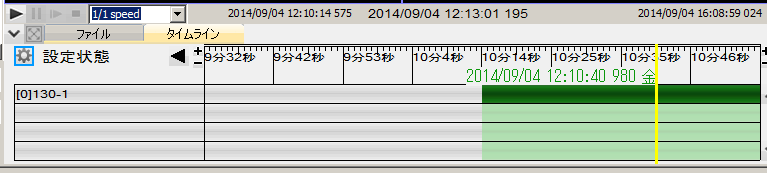 1/1 speed 2014/09/04 12:10:14 575 2014/09/04 12:13:01 195 2014/09/04 16:08:59 024
ファイル タイムライン
設定状態 9分32秒 9分42秒 9分53秒 10分4秒 10分14秒 10分25秒 10分35秒 10分46秒
2014/09/04 12:10:40 980 金
[0]130-1